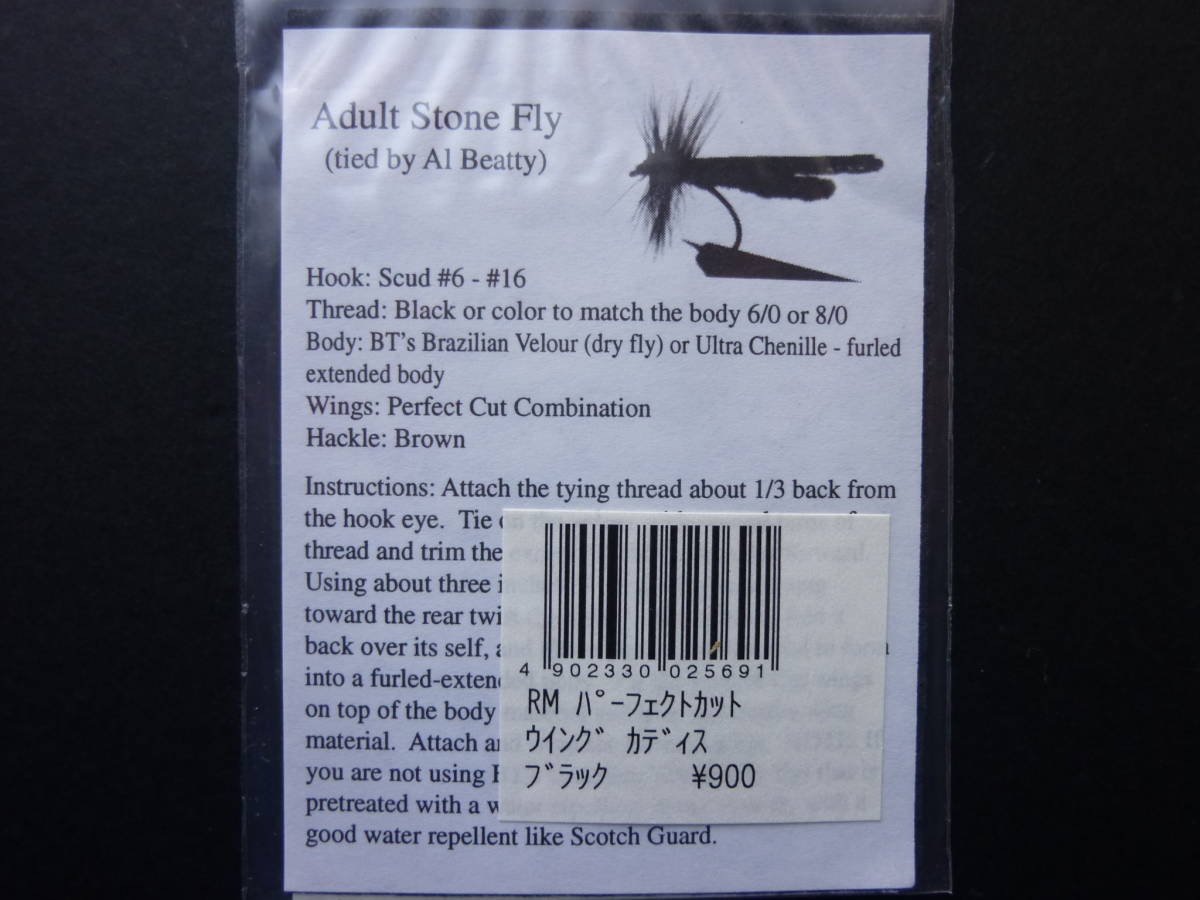 Adult Stone Fly
(tied by Al Beatty)
Hook: Scud #6 - #16
Thread: Black or color to match the body 6/0 or 8/0
Body: BT's Brazilian Velour (dry fly) or Ultra Chenille - furled
extended body
Wings: Perfect Cut Combination
Hackle: Brown
Instructions: Attach the tying thread about 1/3 back from
the hook eye. Tie of
thread and trim the
Using about three
toward the rear
back over its self,
into a wings
on top of the body
material. Attach If
you are not using
pretreated with a
good water repellent like Scotch Guard.
4 902330 025691
RM パーフェクトカット
ウイング カディス
ブラック ¥900